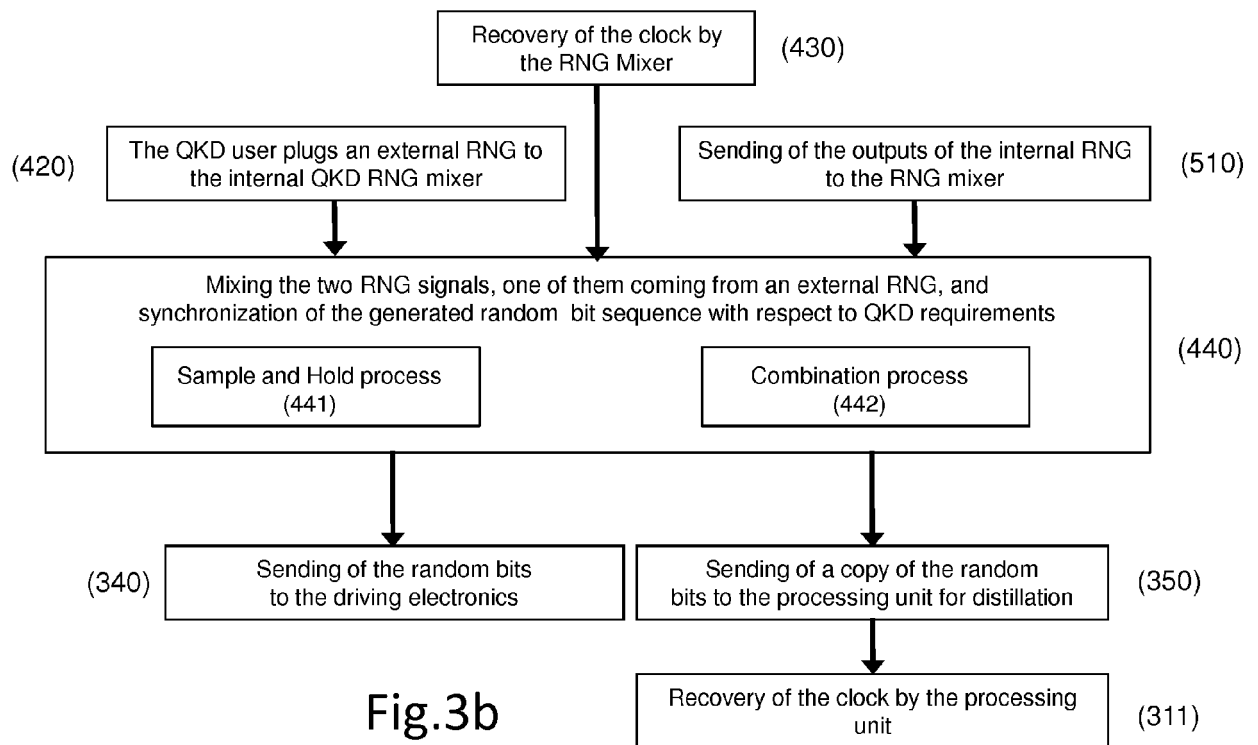 Recovery of the clock by
the RNG Mixer
(430)
(420)
The QKD user plugs an external RNG to
the internal QKD RNG mixer
Sending of the outputs of the internal RNG
to the RNG mixer
(510)
Mixing the two RNG signals, one of them coming from an external RNG, and
synchronization of the generated random bit sequence with respect to QKD requirements
(440)
Sample and Hold process
(441)
Combination process
(442)
(340)
Sending of the random bits
to the driving electronics
Sending of a copy of the random
bits to the processing unit for distillation
(350)
Recovery of the clock by the processing
unit
(311)
Fig.3b